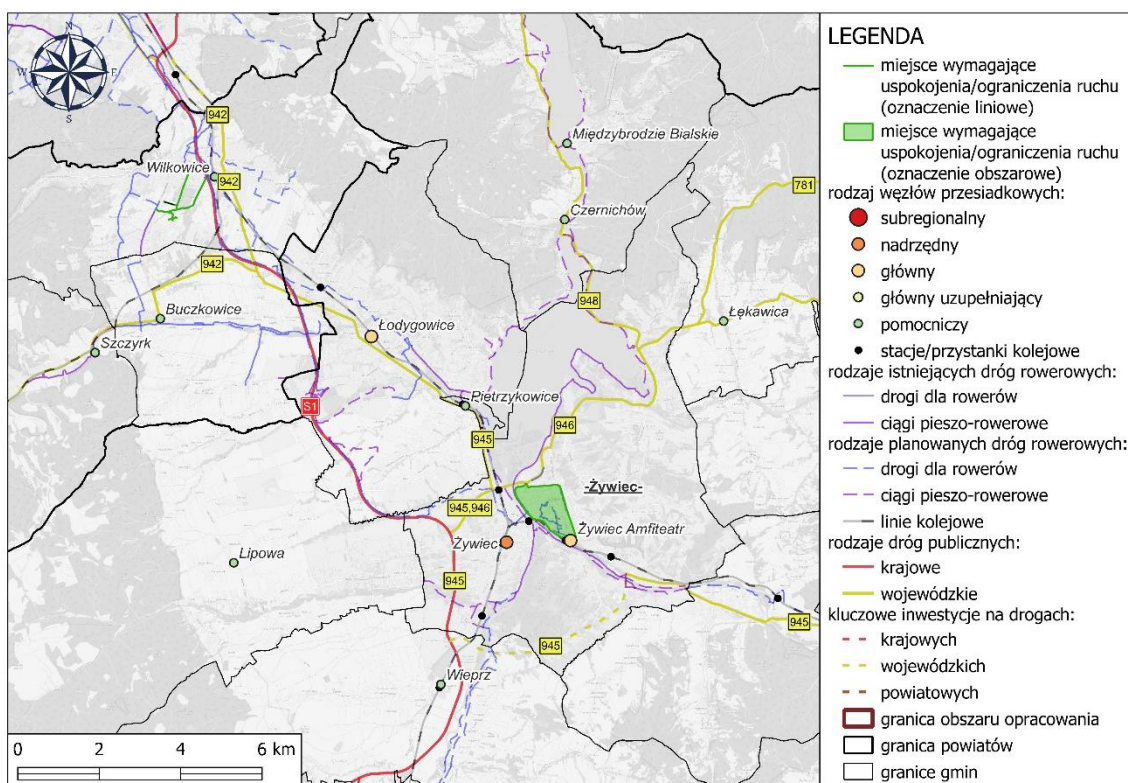 N
W
E
S
942
Wilkowice
942
Międzybrodzie Bialskie
781
Czernichów
942
948
Buczkowice
Łodygowice
Łękawica
Szczyrk
Pietrzykowice
S1
945
946
-Żywiec-
945,946
Żywiec Amfiteatr
Żywiec
Lipowa
945
945
945
Wieprz
0 2 4 6 km
LEGENDA
miejsce wymagające
uspokojenia/ograniczenia ruchu
(oznaczenie liniowe)
miejsce wymagające
uspokojenia/ograniczenia ruchu
(oznaczenie obszarowe)
rodzaj węzłów przesiadkowych:
subregionalny
nadrzędny
główny
główny uzupełniający
pomocniczy
stacje/przystanki kolejowe
rodzaje istniejących dróg rowerowych:
drogi dla rowerów
ciągi pieszo-rowerowe
rodzaje planowanych dróg rowerowych:
drogi dla rowerów
ciągi pieszo-rowerowe
linie kolejowe
rodzaje dróg publicznych:
krajowe
wojewódzkie
kluczowe inwestycje na drogach:
krajowych
wojewódzkich
powiatowych
granica obszaru opracowania
granica powiatów
granice gmin